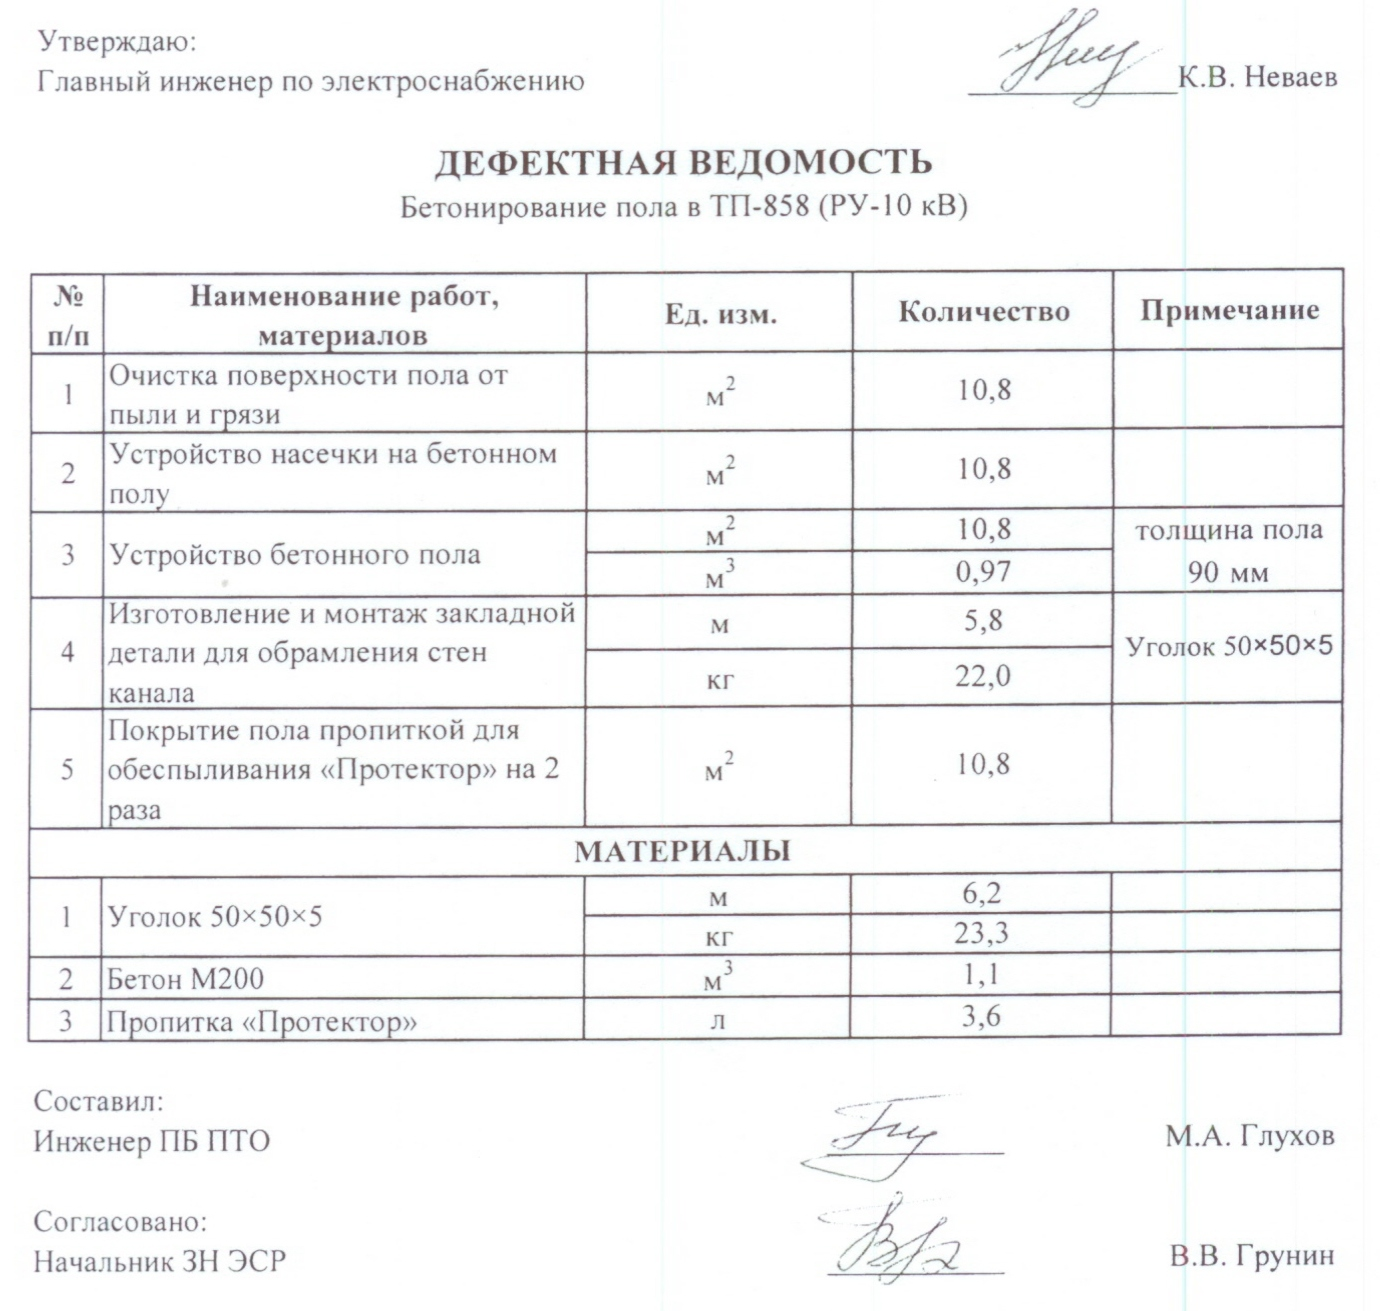 Утверждаю:
Главный инженер по электроснабжению
К.В. Неваев
ДЕФЕКТНАЯ ВЕДОМОСТЬ
Бетонирование пола в ТП-858 (РУ-10 кВ)
№ п/п | Наименование работ, материалов | Ед. изм. | Количество | Примечание
1 | Очистка поверхности пола от пыли и грязи | м² | 10,8
2 | Устройство насечки на бетонном полу | м² | 10,8
3 | Устройство бетонного пола | м² | 10,8 | толщина пола 90 мм
м³ | 0,97
4 | Изготовление и монтаж закладной детали для обрамления стен канала | м | 5,8 | Уголок 50×50×5
кг | 22,0
5 | Покрытие пола пропиткой для обеспыливания «Протектор» на 2 раза | м² | 10,8
МАТЕРИАЛЫ
1 | Уголок 50×50×5 | м | 6,2
кг | 23,3
2 | Бетон М200 | м³ | 1,1
3 | Пропитка «Протектор» | л | 3,6
Составил:
Инженер ПБ ПТО
М.А. Глухов
Согласовано:
Начальник ЗН ЭСР
В.В. Грунин